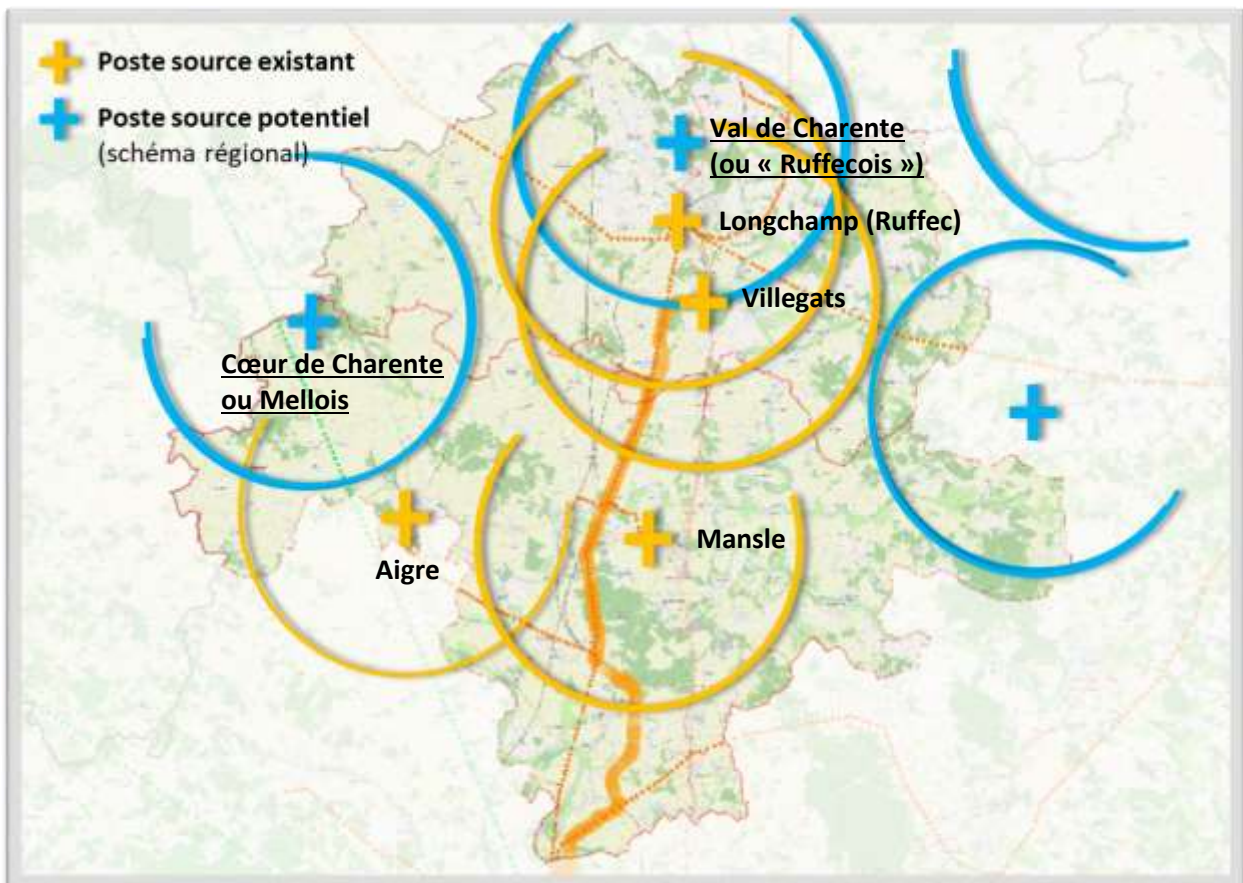 Poste source existant
Poste source potentiel
(schéma régional)
Val de Charente
(ou « Ruffecois »)
Longchamp (Ruffec)
Villegats
Cœur de Charente
ou Mellois
Mansle
Aigre